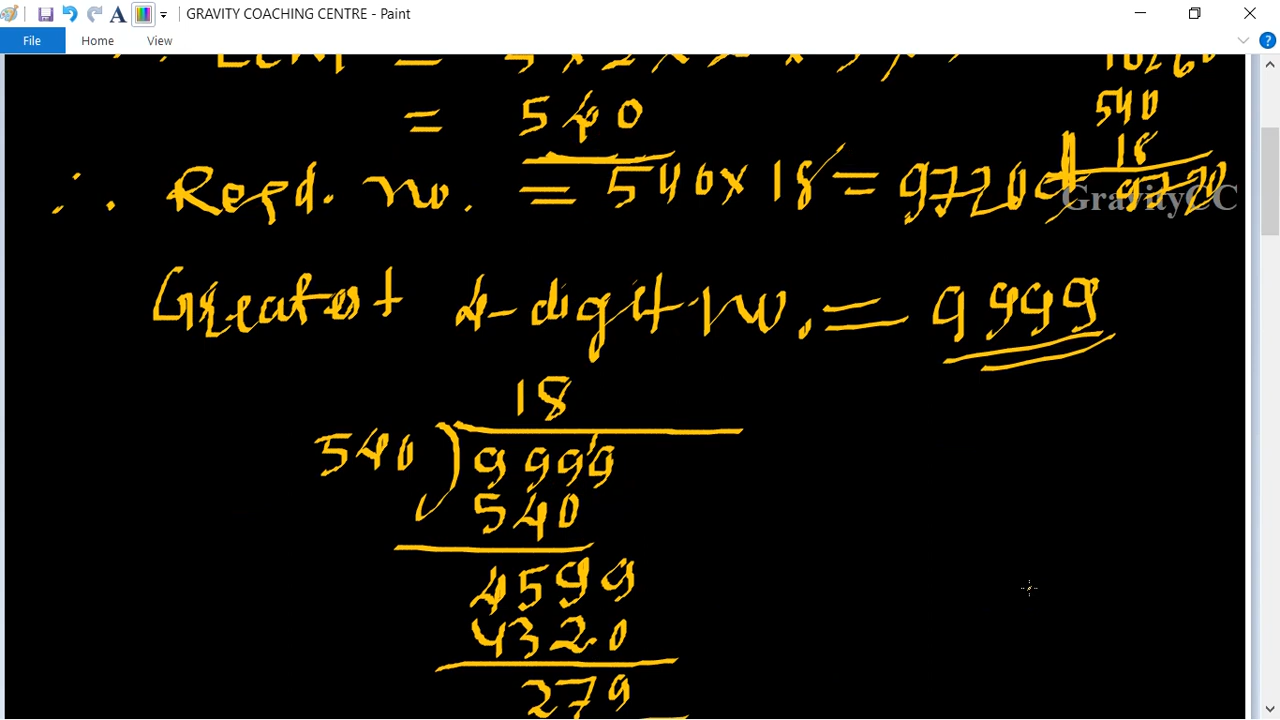 GRAVITY COACHING CENTRE - Paint
File Home View
= 540
∴ Reqd. no. = 540 x 18 = 9720
540
18
9720
GravityCC
Greatest 4-digit no. = 9999
18
540 ) 9999
540
4599
4320
279